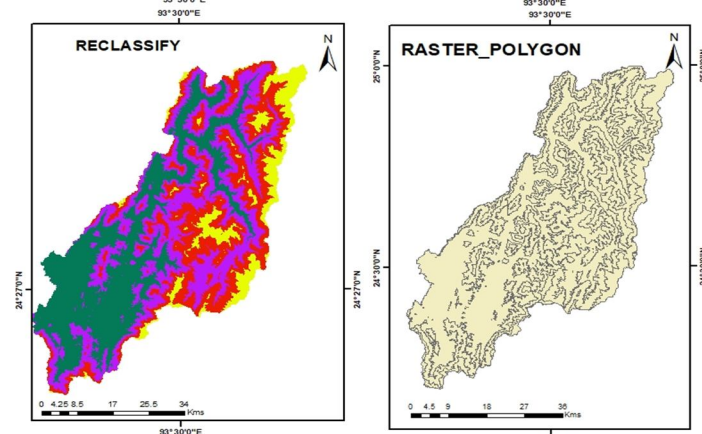 93°30'0"E
93°30'0"E
RECLASSIFY
N
24°27'0"N
24°27'0"N
0 4.25 8.5 17 25.5 34
Kms
93°30'0"E
93°30'0"E
RASTER_POLYGON
N
25°0'0"N
24°30'0"N
0 4.5 9 18 27 36
Kms